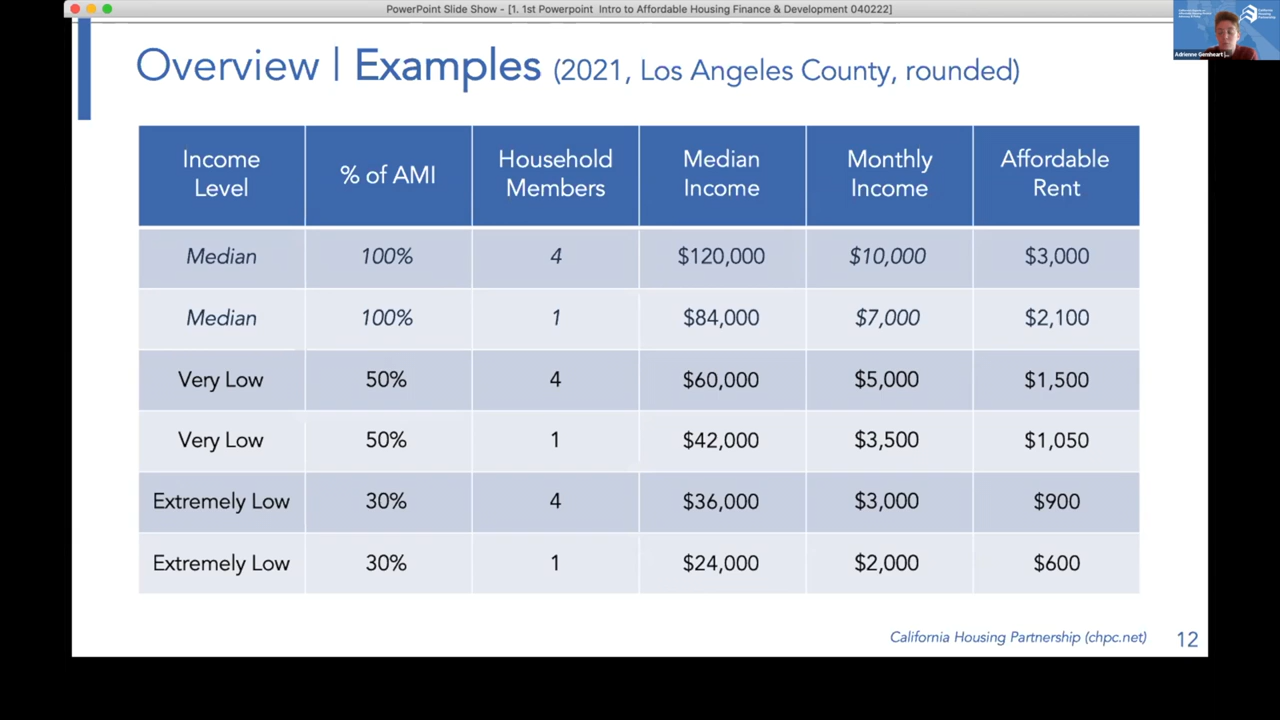 PowerPoint Slide Show - [1. 1st Powerpoint Intro to Affordable Housing Finance & Development 040222]
Overview | Examples (2021, Los Angeles County, rounded)
Income Level % of AMI Household Members Median Income Monthly Income Affordable Rent
Median 100% 4 $120,000 $10,000 $3,000
Median 100% 1 $84,000 $7,000 $2,100
Very Low 50% 4 $60,000 $5,000 $1,500
Very Low 50% 1 $42,000 $3,500 $1,050
Extremely Low 30% 4 $36,000 $3,000 $900
Extremely Low 30% 1 $24,000 $2,000 $600
California Housing Partnership (chpc.net) 12
California
Housing
Partnership